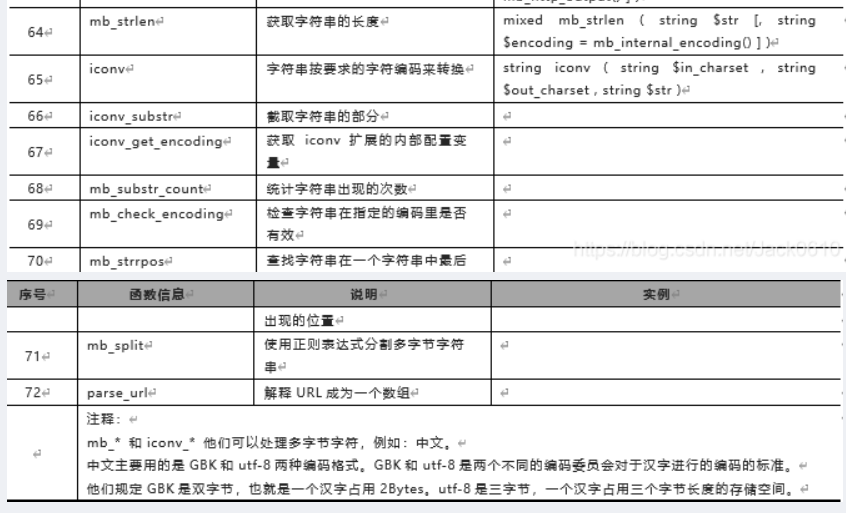 64 mb_strlen 获取字符串的长度 mixed mb_strlen ( string $str [, string
$encoding = mb_internal_encoding() ] )
65 iconv 字符串按要求的字符编码来转换 string iconv ( string $in_charset , string
$out_charset , string $str )
66 iconv_substr 截取字符串的部分
67 iconv_get_encoding 获取 iconv 扩展的内部配置变
量
68 mb_substr_count 统计字符串出现的次数
69 mb_check_encoding 检查字符串在指定的编码里是否
有效
70 mb_strrpos 查找字符串在一个字符串中最后
https://blog.csdn.net/Jack0610
序号 函数信息 说明 实例
出现的位置
71 mb_split 使用正则表达式分割多字节字符
串
72 parse_url 解释 URL 成为一个数组
注释：
mb_* 和 iconv_* 他们可以处理多字节字符，例如：中文。
中文主要用的是 GBK 和 utf-8 两种编码格式。GBK 和 utf-8 是两个不同的编码委员会对于汉字进行的编码的标准。
他们规定 GBK 是双字节，也就是一个汉字占用 2Bytes。utf-8 是三字节，一个汉字占用三个字节长度的存储空间。